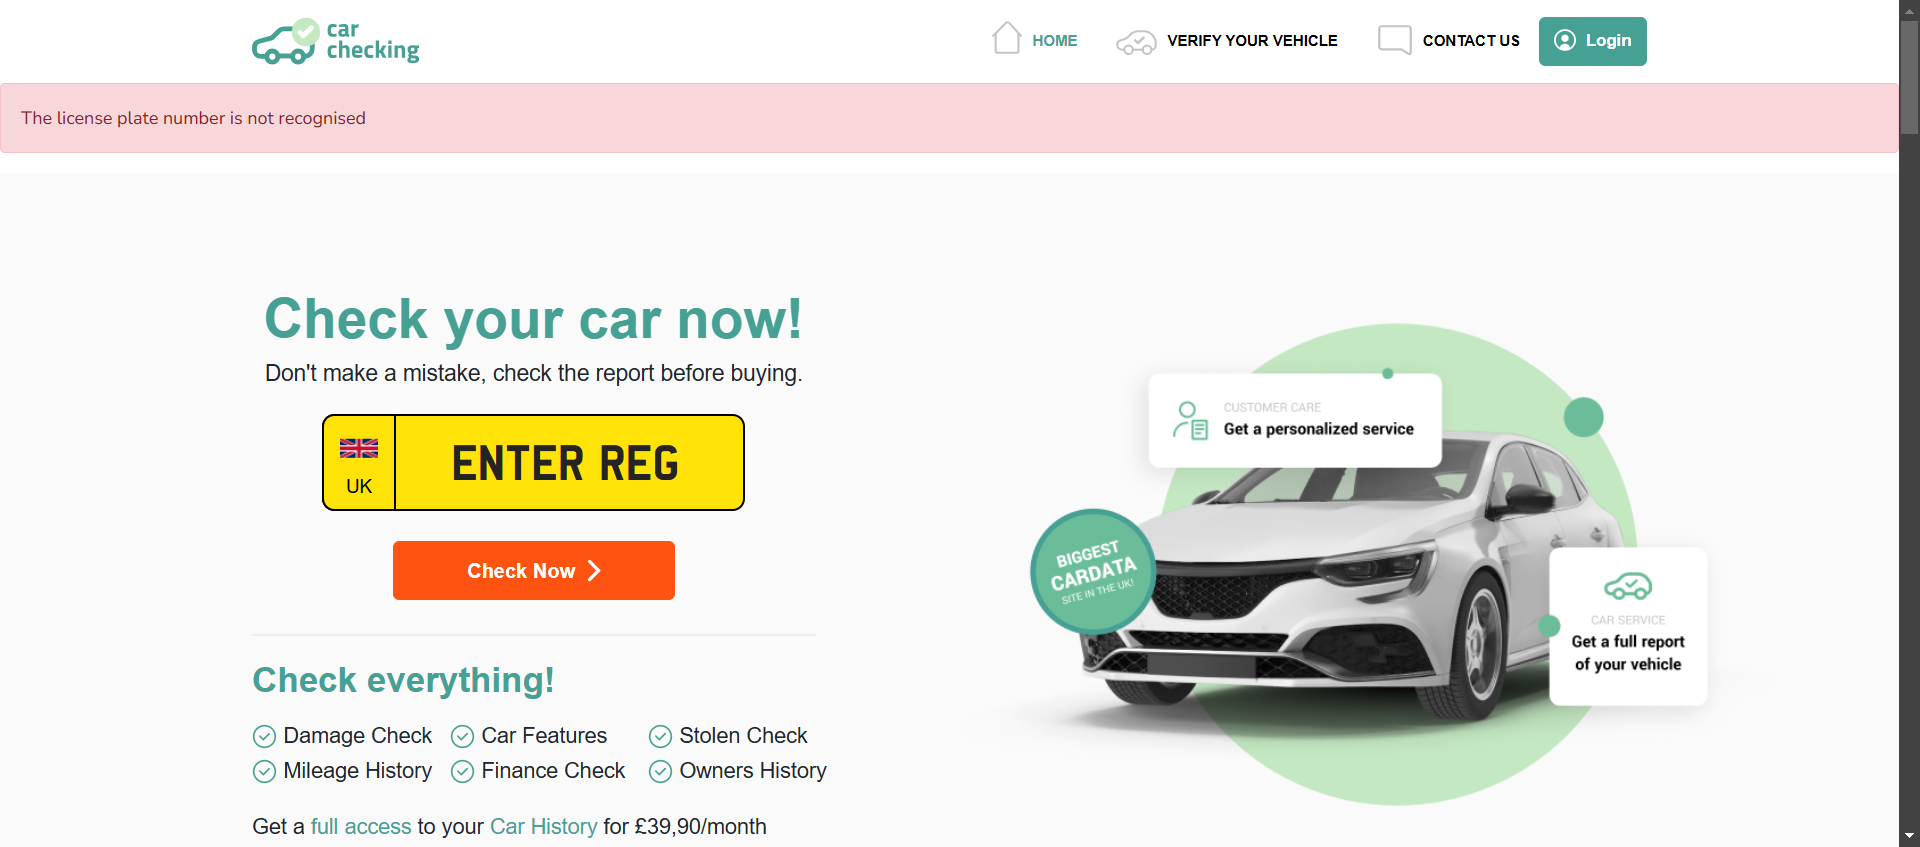 car
checking
HOME
VERIFY YOUR VEHICLE
CONTACT US
Login
The license plate number is not recognised
Check your car now!
Don't make a mistake, check the report before buying.
UK
ENTER REG
Check Now
Check everything!
Damage Check
Car Features
Stolen Check
Mileage History
Finance Check
Owners History
Get a full access to your Car History for £39,90/month
CUSTOMER CARE
Get a personalized service
BIGGEST
CARDATA
SITE IN THE UK!
CAR SERVICE
Get a full report
of your vehicle